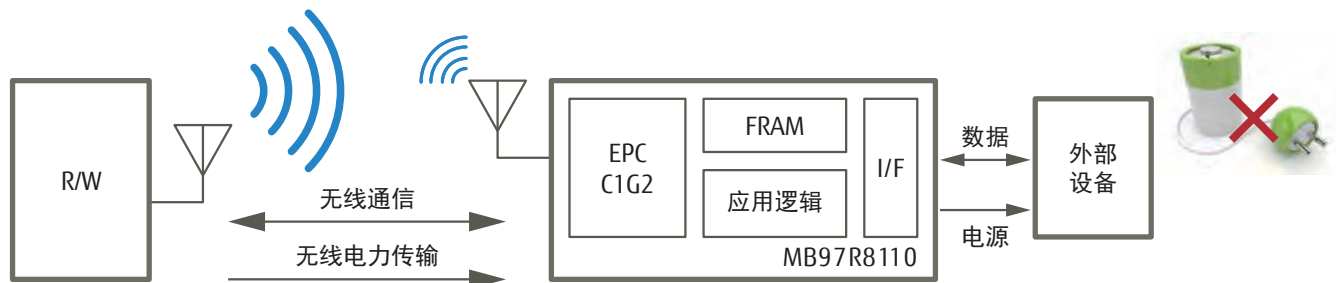 R/W
无线通信
无线电力传输
EPC
C1G2
FRAM
应用逻辑
I/F
MB97R8110
数据
电源
外部
设备